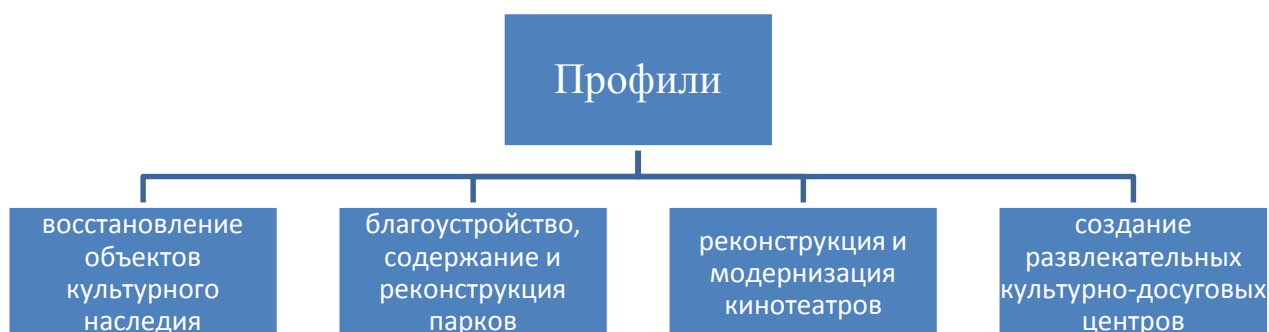 Профили
восстановление
объектов
культурного
наследия
благоустройство,
содержание и
реконструкция
парков
реконструкция и
модернизация
кинотеатров
создание
развлекательных
культурно-досуговых
центров